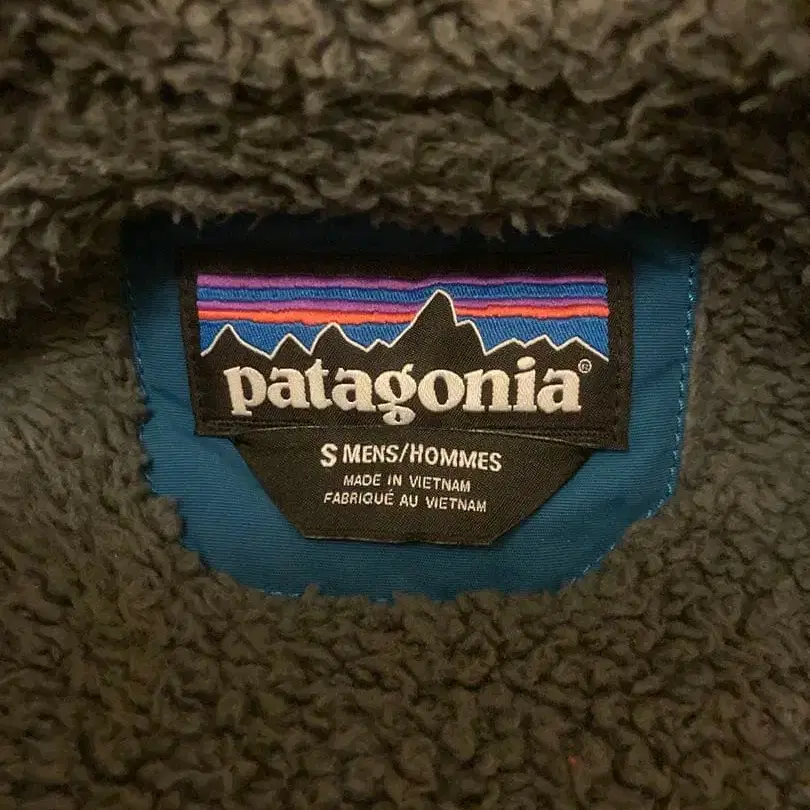 patagonia®
S MENS/HOMMES
MADE IN VIETNAM
FABRIQUÉ AU VIETNAM